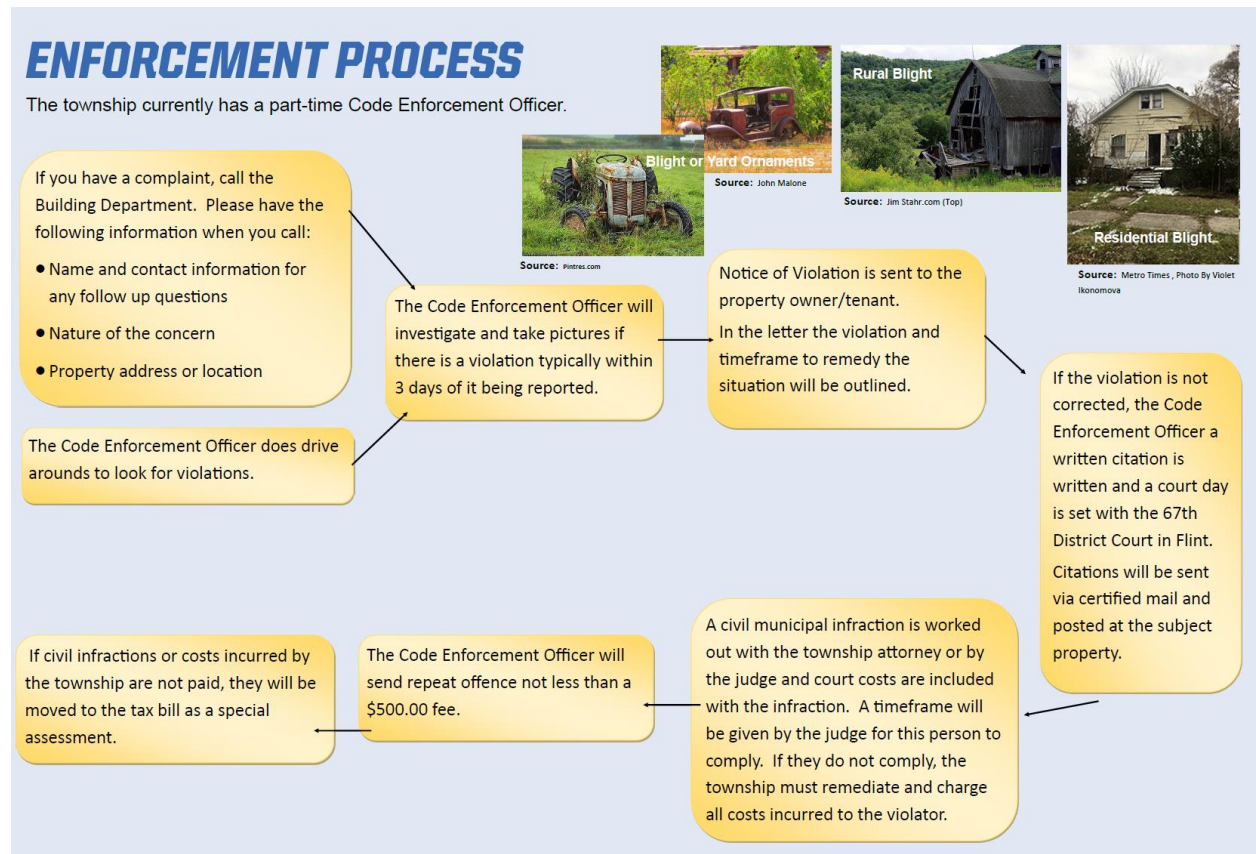 ENFORCEMENT PROCESS
The township currently has a part-time Code Enforcement Officer.
Blight or Yard Ornaments
Source: John Malone
Source: Pintres.com
Rural Blight
Source: Jim Stahr.com (Top)
Residential Blight
Source: Metro Times , Photo By Violet
Ikonomova
If you have a complaint, call the
Building Department. Please have the
following information when you call:
● Name and contact information for
any follow up questions
● Nature of the concern
● Property address or location
The Code Enforcement Officer does drive
arounds to look for violations.
The Code Enforcement Officer will
investigate and take pictures if
there is a violation typically within
3 days of it being reported.
Notice of Violation is sent to the
property owner/tenant.
In the letter the violation and
timeframe to remedy the
situation will be outlined.
If the violation is not
corrected, the Code
Enforcement Officer a
written citation is
written and a court day
is set with the 67th
District Court in Flint.
Citations will be sent
via certified mail and
posted at the subject
property.
A civil municipal infraction is worked
out with the township attorney or by
the judge and court costs are included
with the infraction. A timeframe will
be given by the judge for this person to
comply. If they do not comply, the
township must remediate and charge
all costs incurred to the violator.
The Code Enforcement Officer will
send repeat offence not less than a
$500.00 fee.
If civil infractions or costs incurred by
the township are not paid, they will be
moved to the tax bill as a special
assessment.